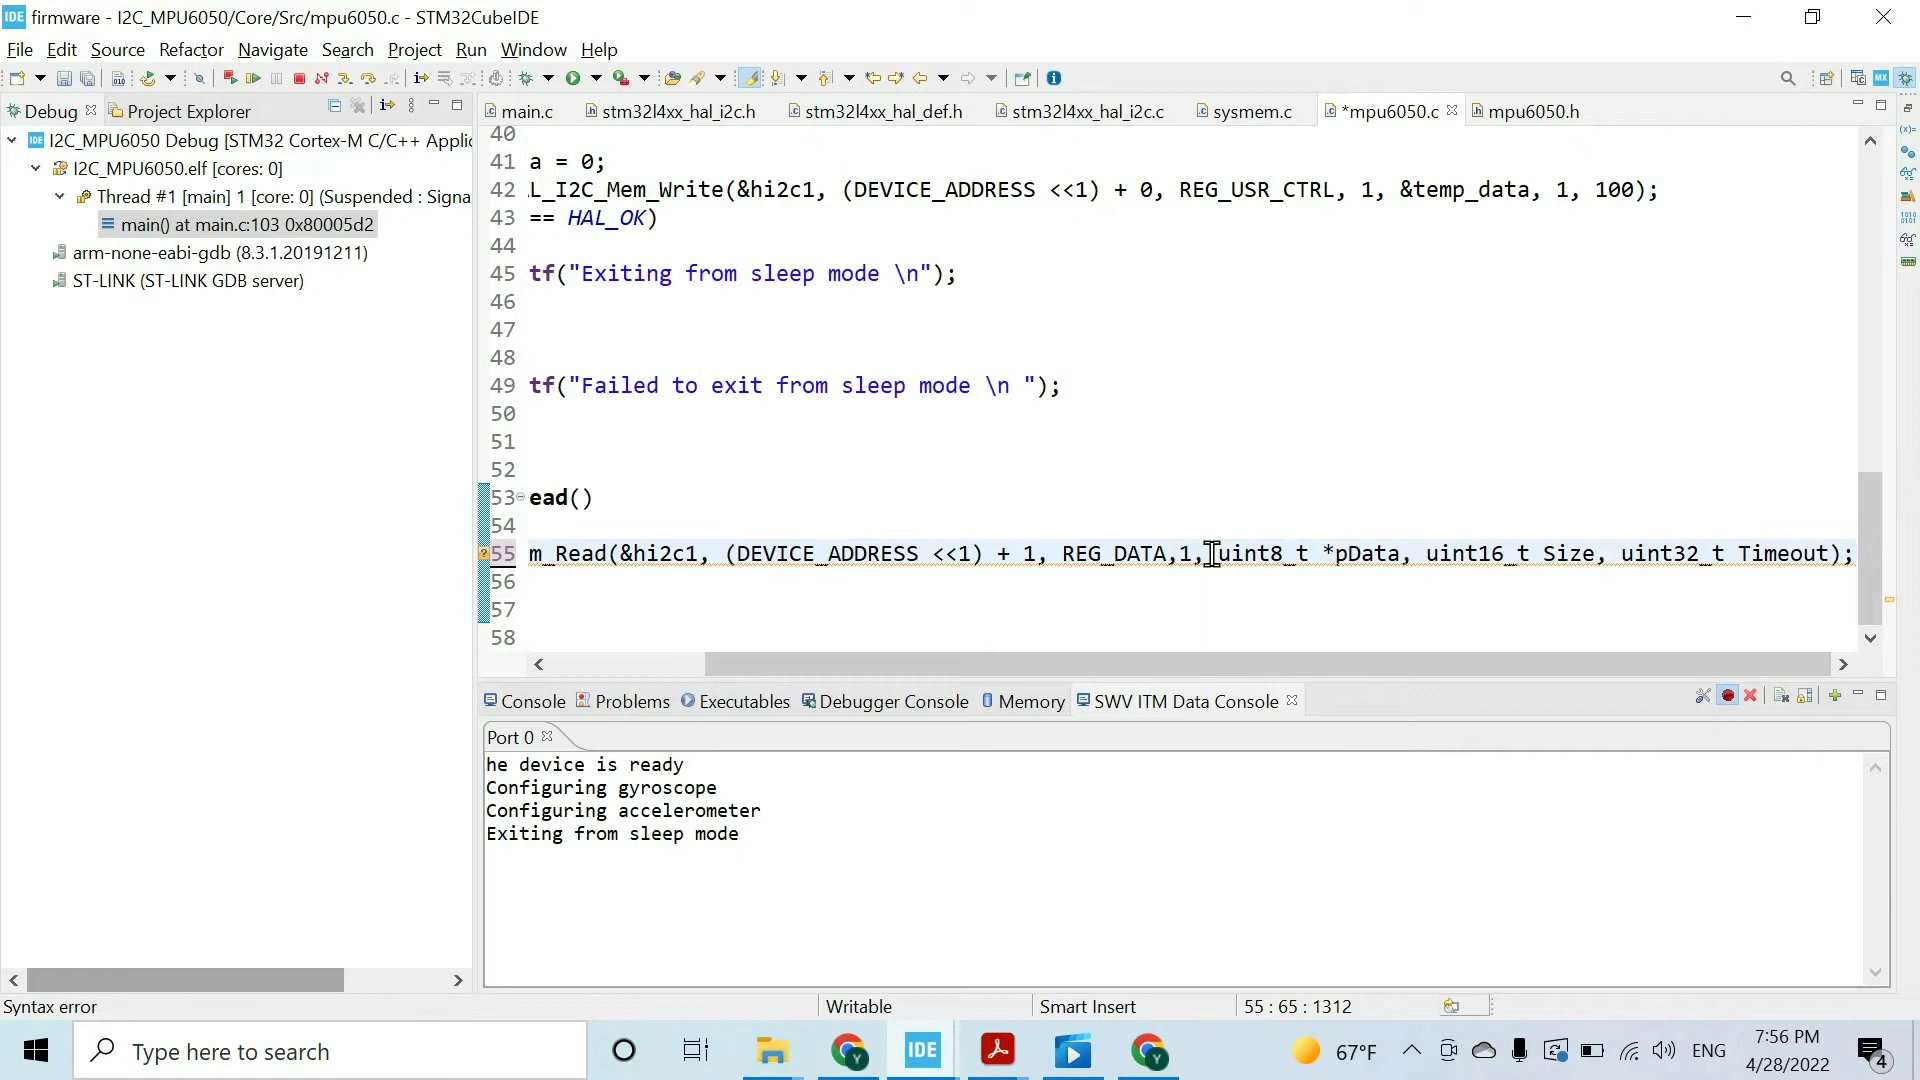 IDE firmware - I2C_MPU6050/Core/Src/mpu6050.c - STM32CubeIDE
File Edit Source Refactor Navigate Search Project Run Window Help
MX
Debug Project Explorer
main.c stm32l4xx_hal_i2c.h stm32l4xx_hal_def.h stm32l4xx_hal_i2c.c sysmem.c *mpu6050.c mpu6050.h
IDE I2C_MPU6050 Debug [STM32 Cortex-M C/C++ Applic
I2C_MPU6050.elf [cores: 0]
Thread #1 [main] 1 [core: 0] (Suspended : Signa
main() at main.c:103 0x80005d2
arm-none-eabi-gdb (8.3.1.20191211)
ST-LINK (ST-LINK GDB server)
40
41 a = 0;
42 L_I2C_Mem_Write(&hi2c1, (DEVICE_ADDRESS <<1) + 0, REG_USR_CTRL, 1, &temp_data, 1, 100);
43 == HAL_OK)
44
45 tf("Exiting from sleep mode \n");
46
47
48
49 tf("Failed to exit from sleep mode \n ");
50
51
52
53 ead()
54
55 m_Read(&hi2c1, (DEVICE_ADDRESS <<1) + 1, REG_DATA,1, uint8_t *pData, uint16_t Size, uint32_t Timeout);
56
57
58
Console Problems Executables Debugger Console Memory SWV ITM Data Console
Port 0
he device is ready
Configuring gyroscope
Configuring accelerometer
Exiting from sleep mode
Syntax error Writable Smart Insert 55 : 65 : 1312
Type here to search IDE 67°F ENG 7:56 PM
4/28/2022 4